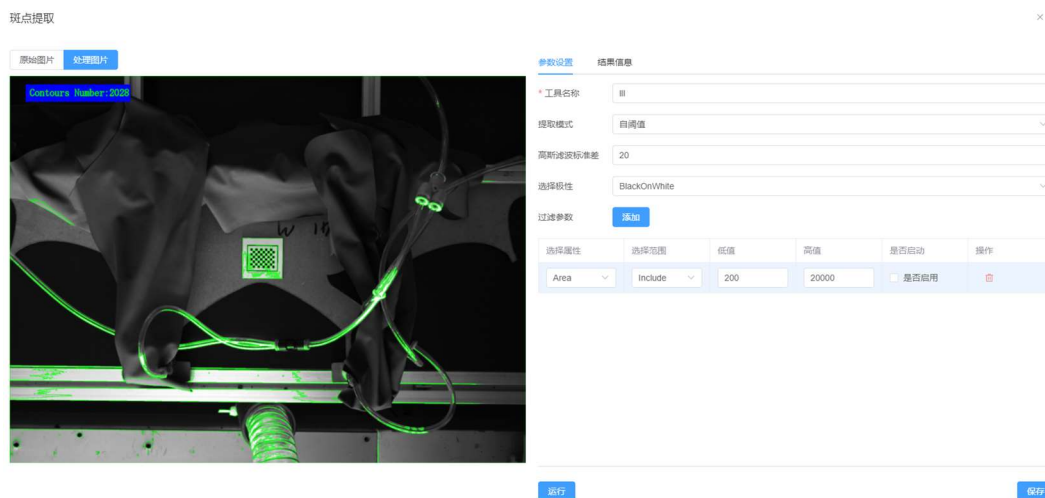 斑点提取
×
原始图片 处理图片
Contours Number:2028
W
参数设置 结果信息
* 工具名称 lll
提取模式 自阈值
高斯滤波标准差 20
选择极性 BlackOnWhite
过滤参数 添加
选择属性 选择范围 低值 高值 是否启动 操作
Area Include 200 20000 是否启用
运行 保存